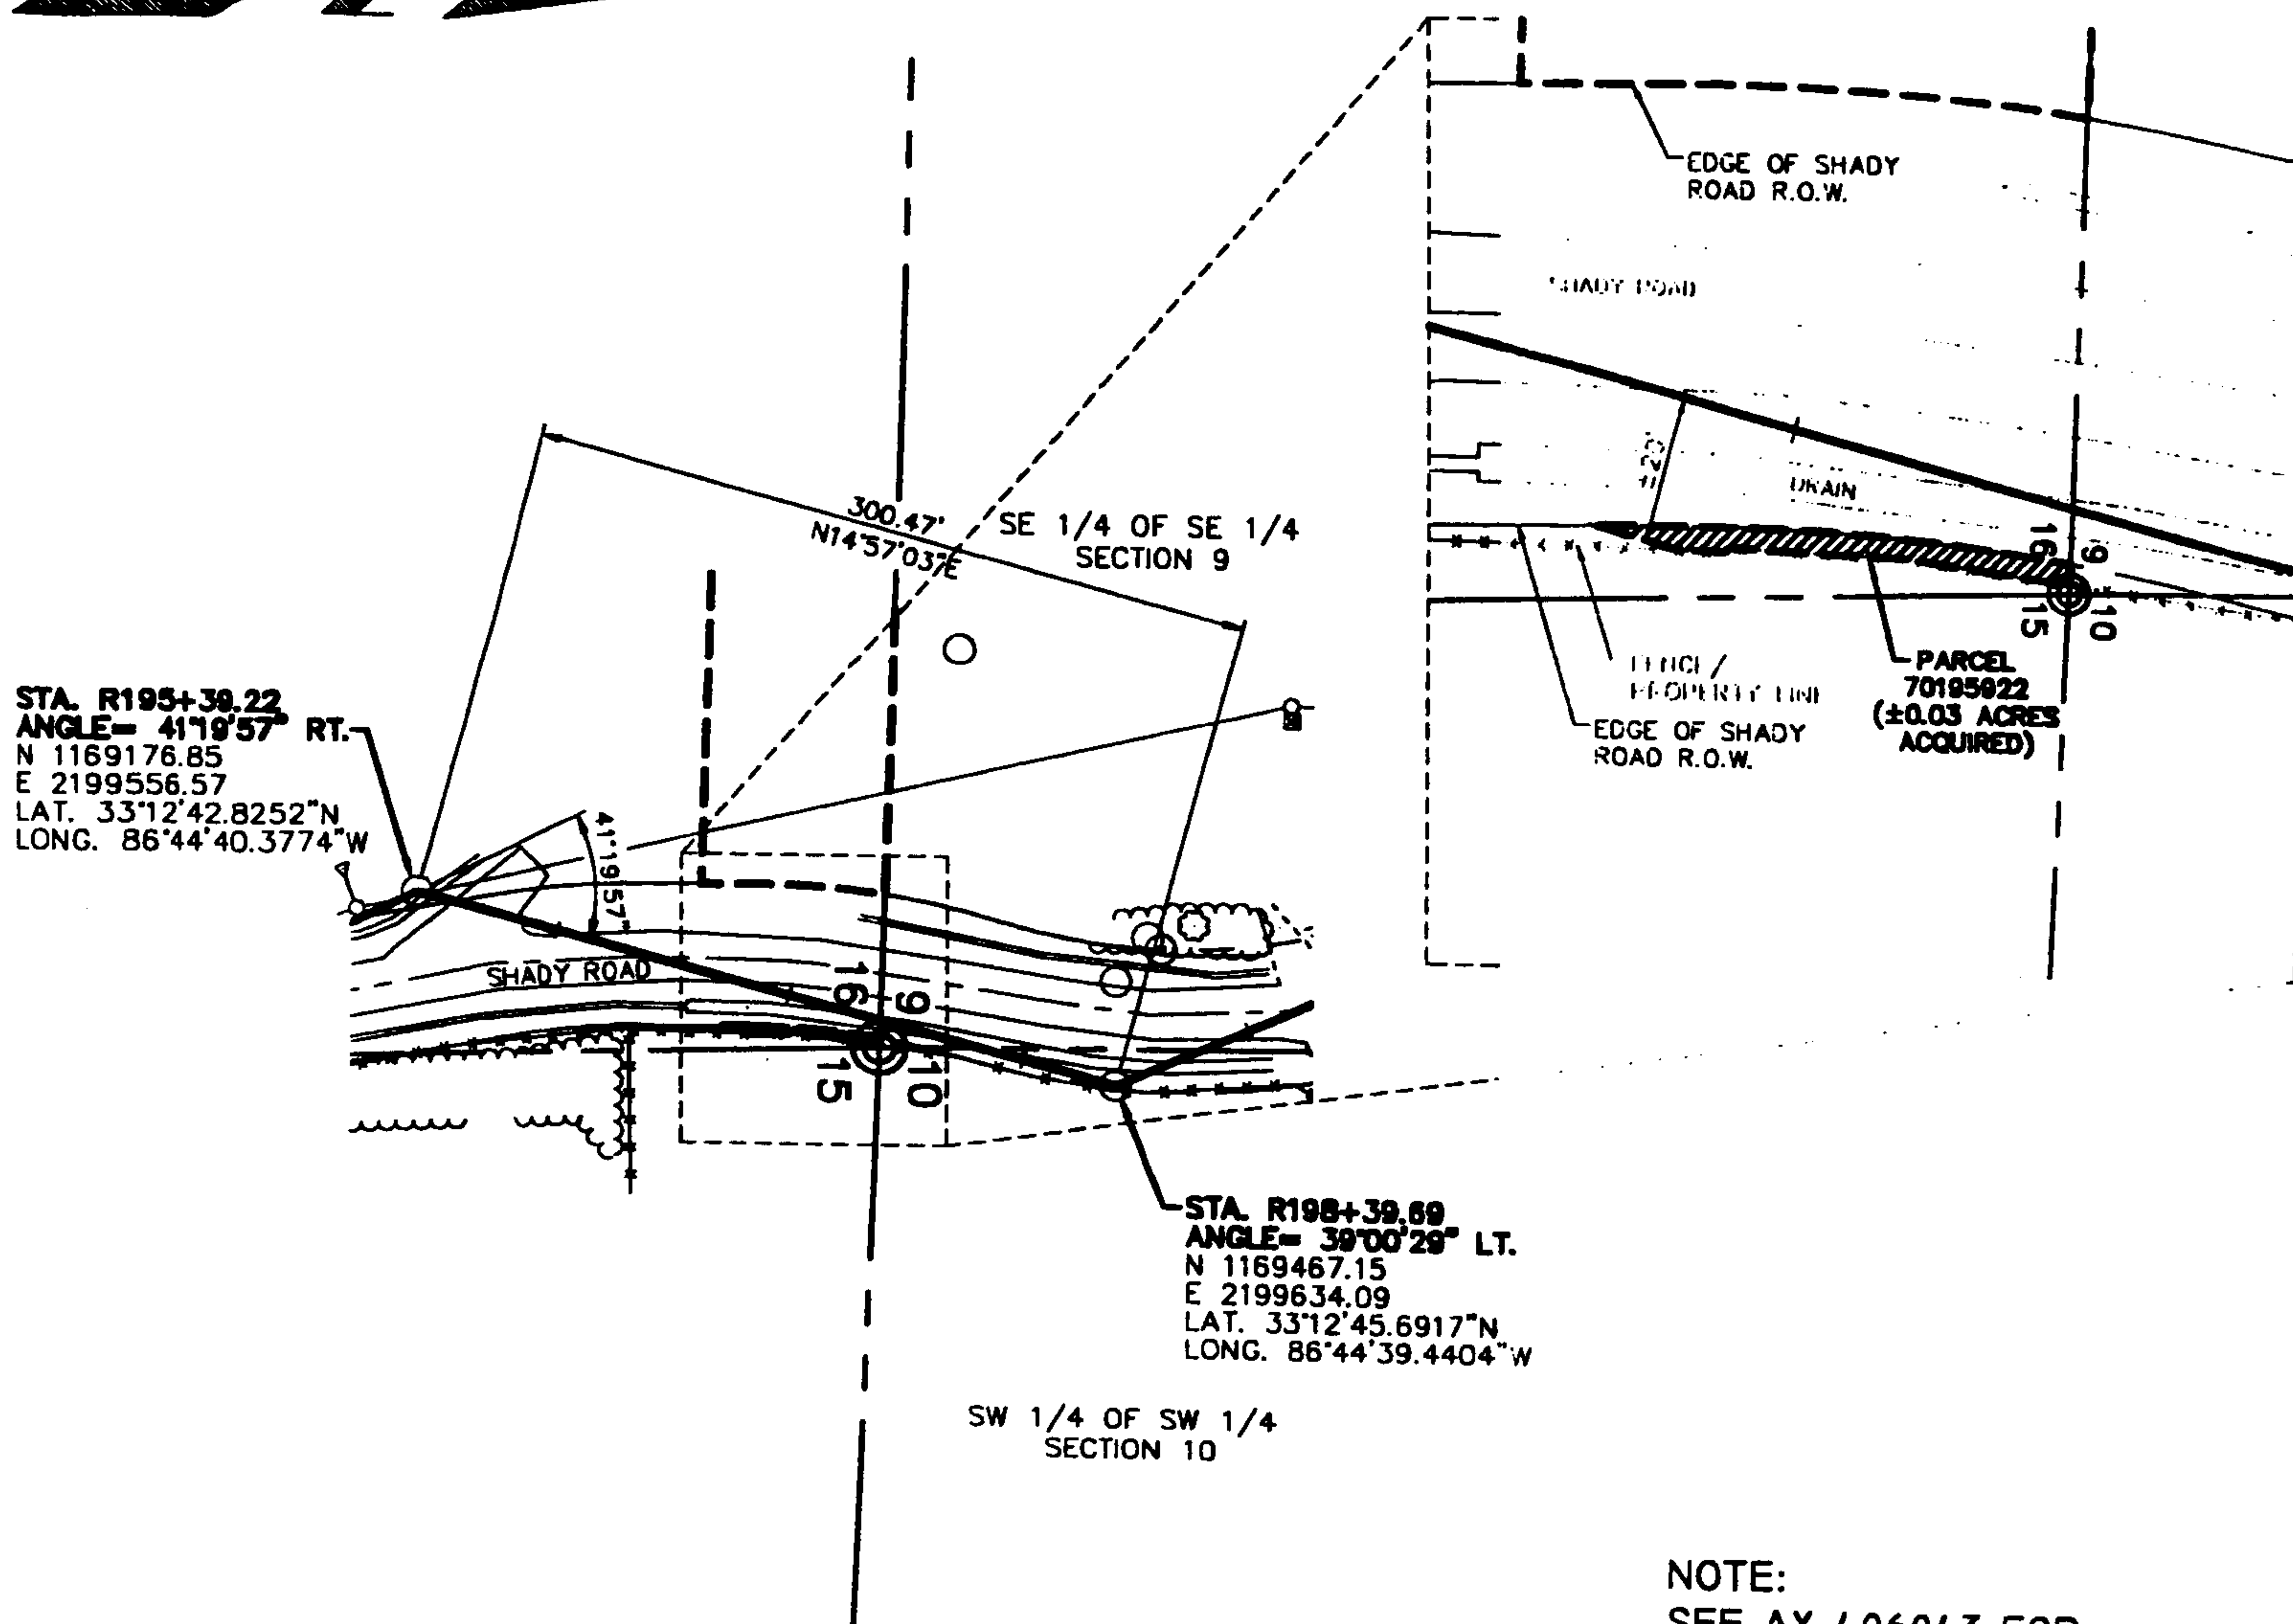 EDGE OF SHADY
ROAD R.O.W.
SHADY ROAD
DRAIN
16
9
15
10
FENCE/
PROPERTY LINE
EDGE OF SHADY
ROAD R.O.W.
PARCEL
70195922
(±0.03 ACRES
ACQUIRED)
300.47'
N14°57'03"E
SE 1/4 OF SE 1/4
SECTION 9
STA. R195+39.22
ANGLE= 41°19'57" RT.
N 1169176.85
E 2199556.57
LAT. 33°12'42.8252"N
LONG. 86°44'40.3774"W
41°19'57"
SHADY ROAD
16
9
15
10
STA. R198+39.69
ANGLE= 39°00'29" LT.
N 1169467.15
E 2199634.09
LAT. 33°12'45.6917"N
LONG. 86°44'39.4404"W
SW 1/4 OF SW 1/4
SECTION 10
NOTE: